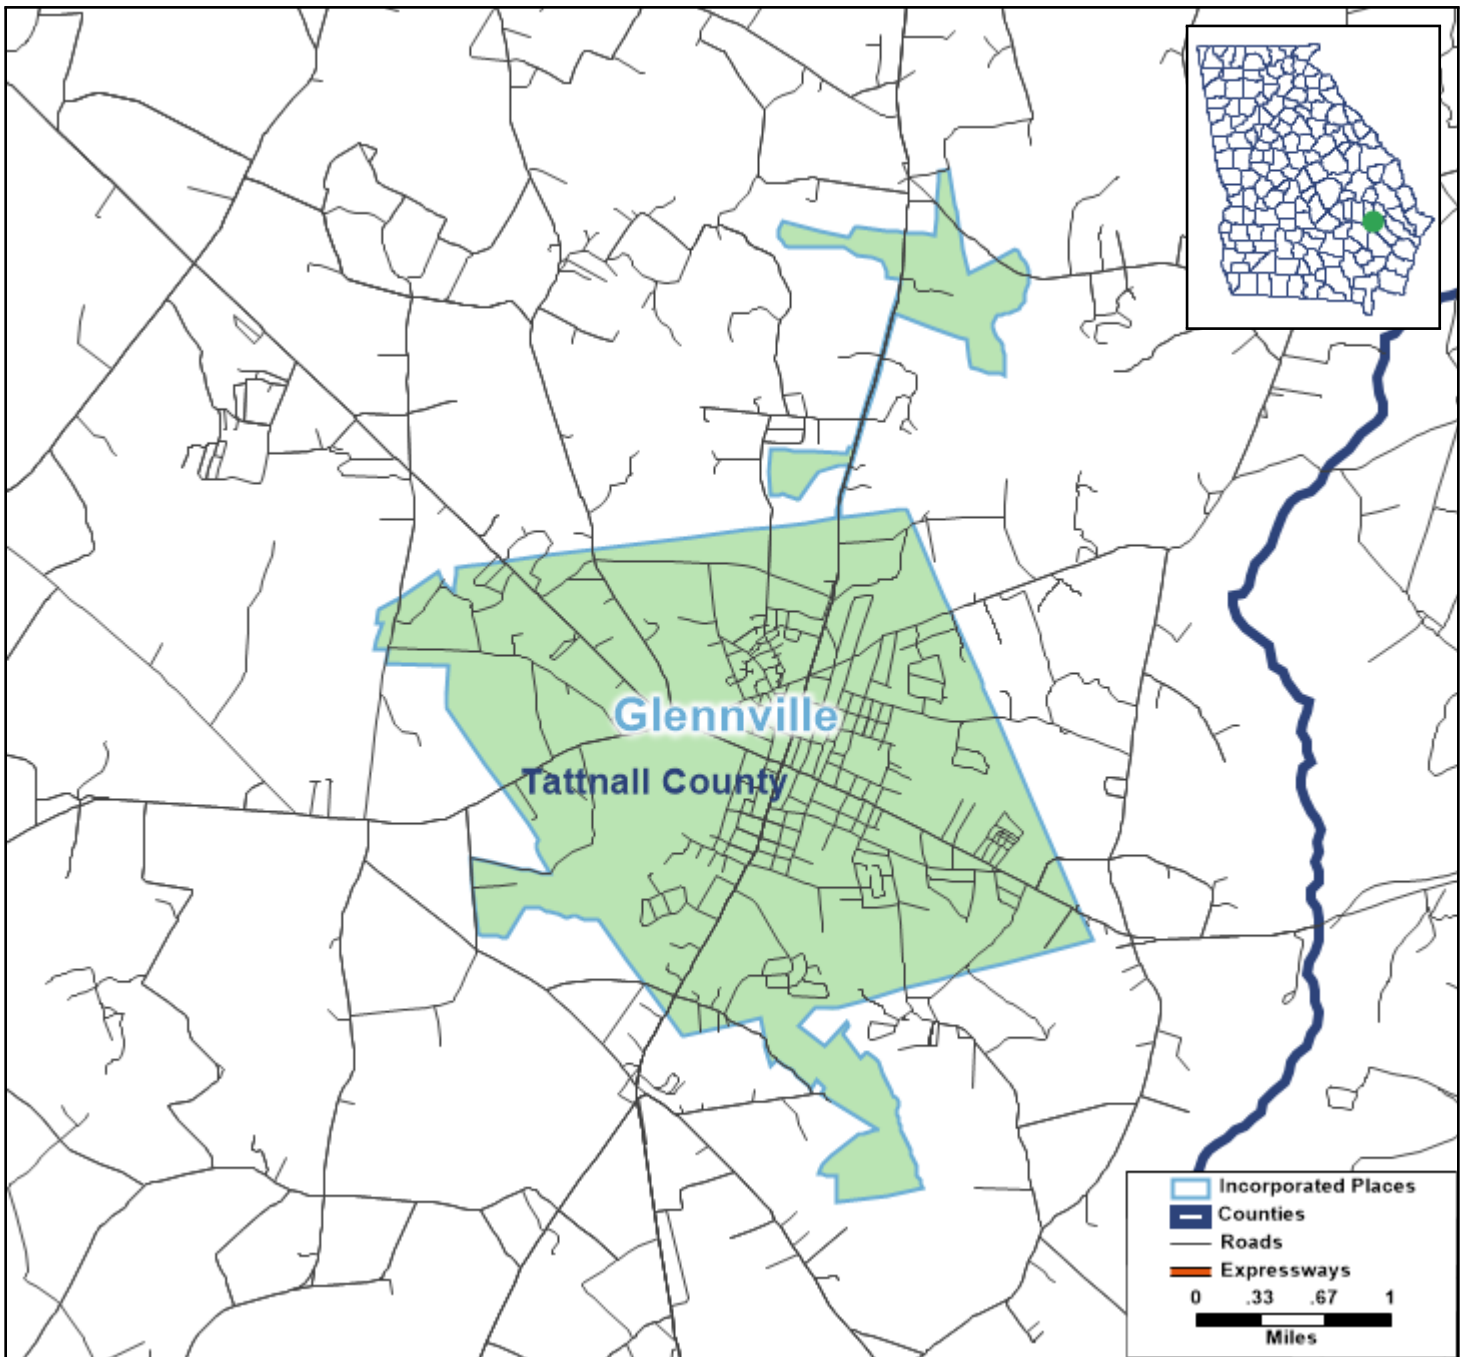 Glennville
Tattnall County
Incorporated Places
Counties
Roads
Expressways
0 .33 .67 1
Miles